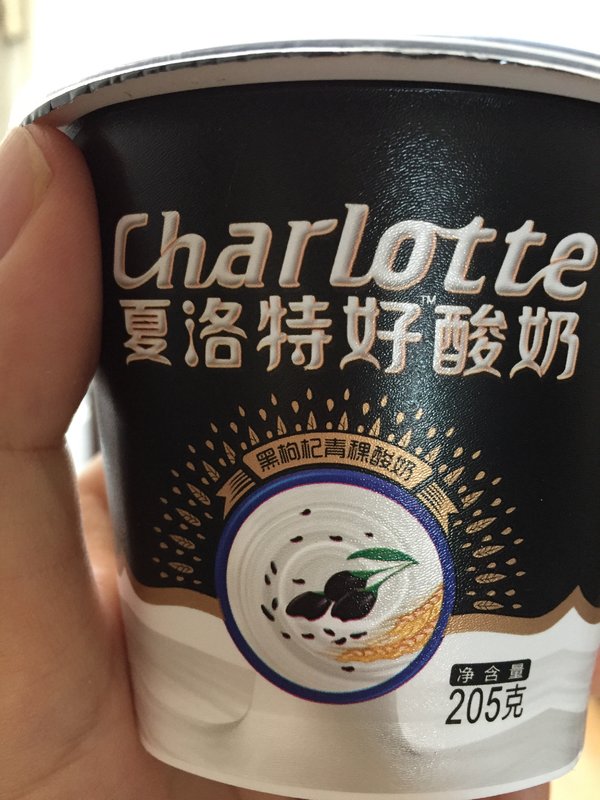 Charlotte
夏洛特好™酸奶
黑枸杞青稞酸奶
净含量
205克